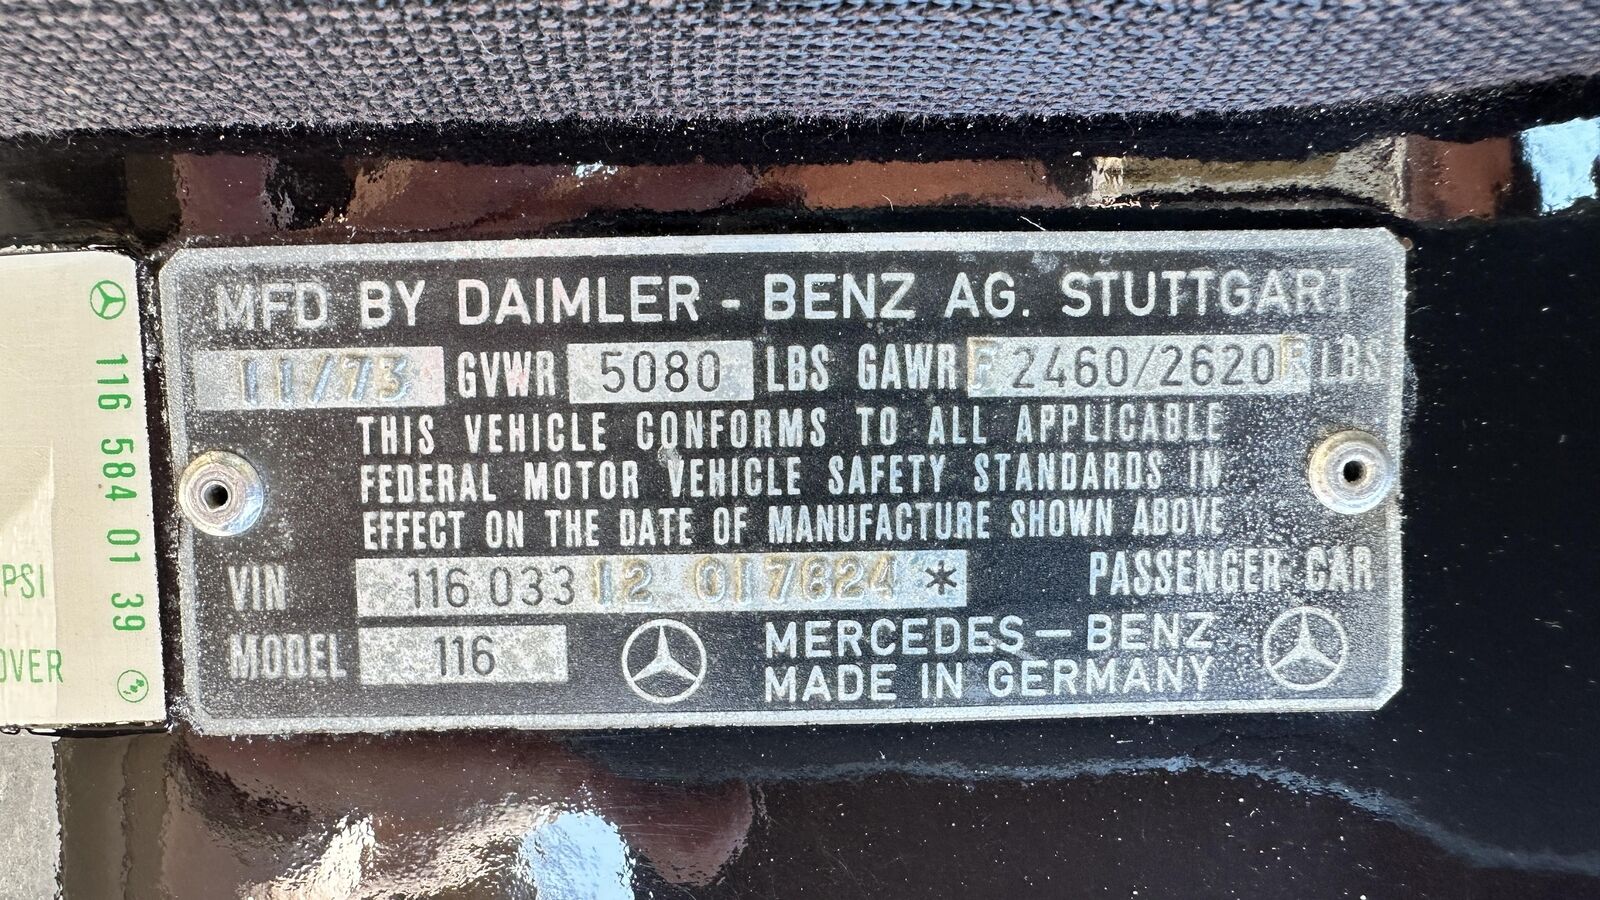 MFD BY DAIMLER - BENZ AG. STUTTGART
11/73 GVWR 5080 LBS GAWR F 2460/2620 R LBS
THIS VEHICLE CONFORMS TO ALL APPLICABLE
FEDERAL MOTOR VEHICLE SAFETY STANDARDS IN
EFFECT ON THE DATE OF MANUFACTURE SHOWN ABOVE
VIN 116 033 12 017624 * PASSENGER CAR
MODEL 116 MERCEDES-BENZ
MADE IN GERMANY
116 584 01 39
PSI
OVER